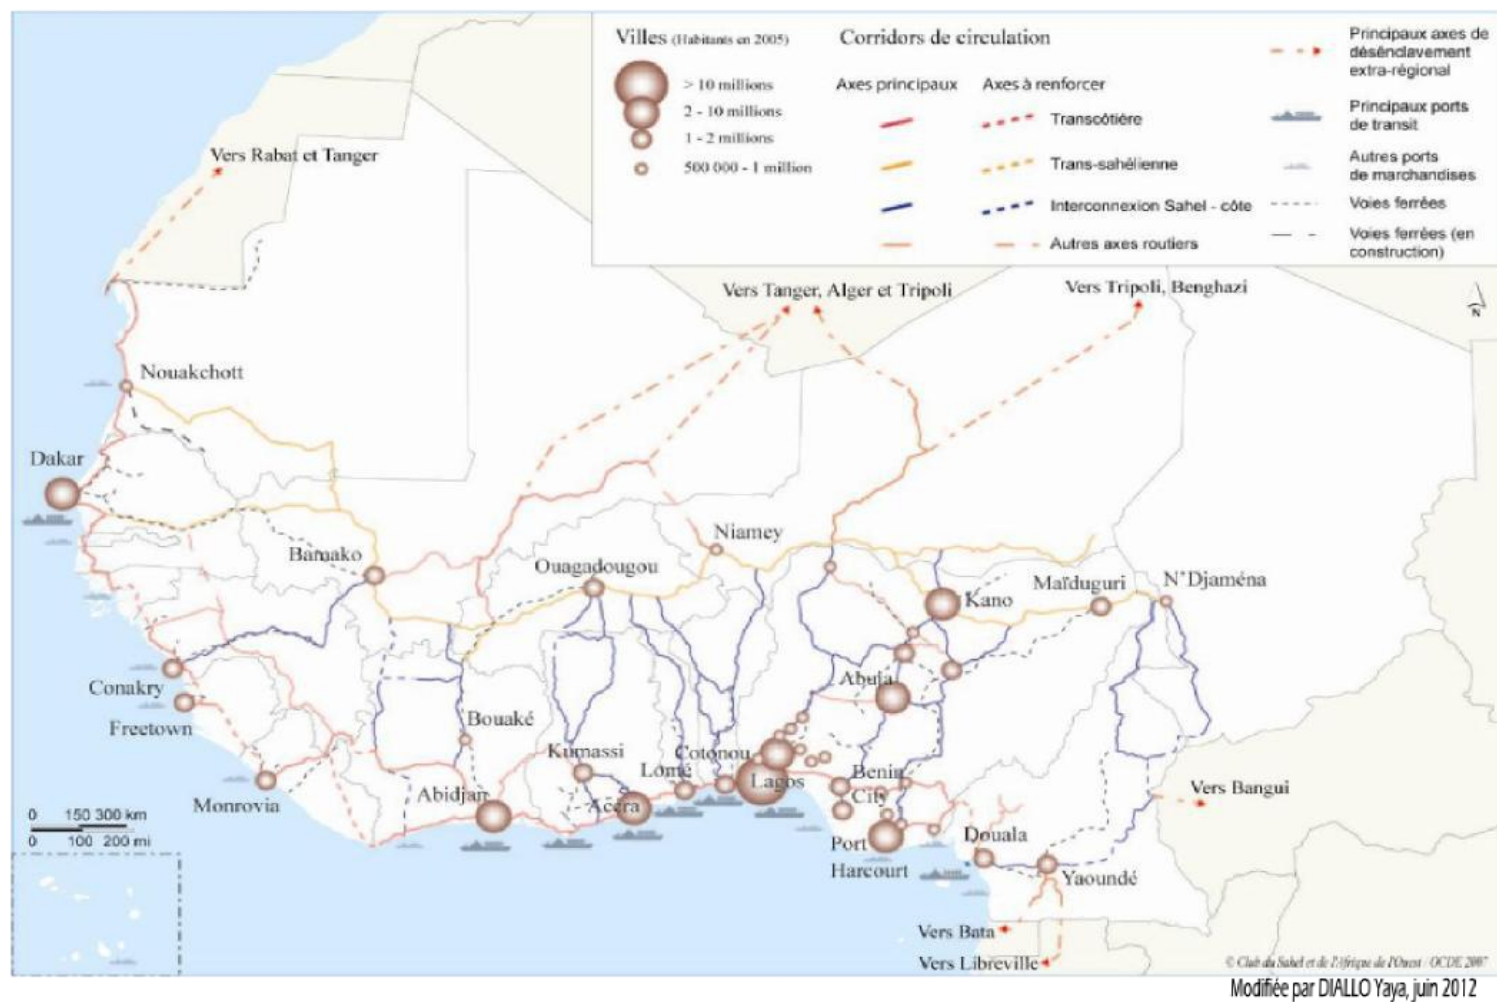 Villes (Habitants en 2005)
> 10 millions
2 - 10 millions
1 - 2 millions
500 000 - 1 million
Corridors de circulation
Axes principaux
Axes à renforcer
Transcôtière
Trans-sahélienne
Interconnexion Sahel - côte
Autres axes routiers
Principaux axes de
désênclavement
extra-régional
Principaux ports
de transit
Autres ports
de marchandises
Voies ferrées
Voies ferrées (en
construction)
Vers Rabat et Tanger
Vers Tanger, Alger et Tripoli
Vers Tripoli, Benghazi
N
Nouakchott
Dakar
Niamey
Bamako
Ouagadougou
Maïduguri
N'Djaména
Kano
Conakry
Abuja
Freetown
Bouaké
Kumassi
Cotonou
Lomé
Lagos
Benin
City
Monrovia
Abidjan
Accra
Vers Bangui
0 150 300 km
0 100 200 mi
Port
Harcourt
Douala
Yaoundé
Vers Bata
Vers Libreville
© Club du Sahel et de l'Afrique de l'Ouest / OCDE 2007
Modifiée par DIALLO Yaya, juin 2012